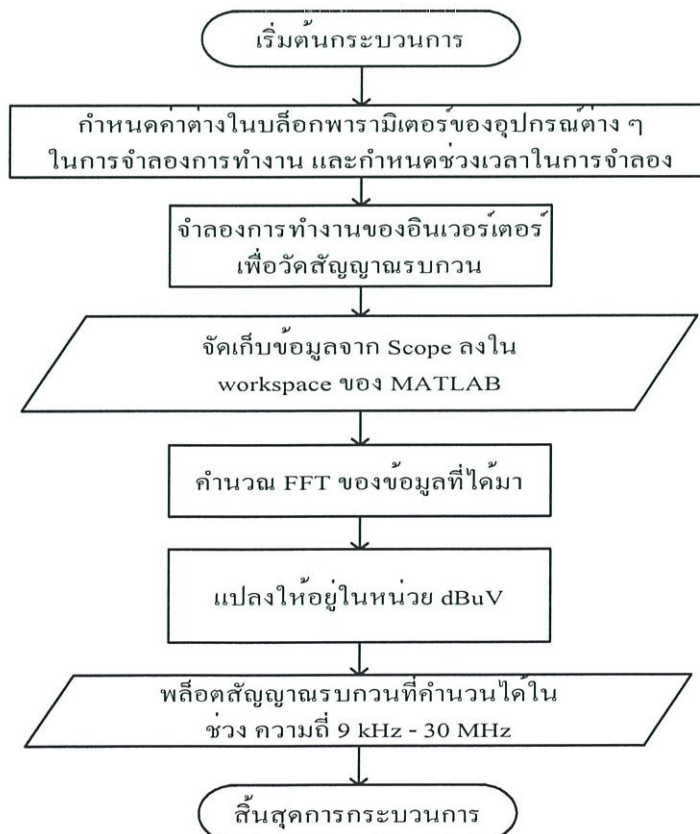 เริ่มต้นกระบวนการ
กำหนดค่าต่างในบล็อกพารามิเตอร์ของอุปกรณ์ต่าง ๆ
ในการจำลองการทำงาน และกำหนดช่วงเวลาในการจำลอง
จำลองการทำงานของอินเวอร์เตอร์
เพื่อวัดสัญญาณรบกวน
จัดเก็บข้อมูลจาก Scope ลงใน
workspace ของ MATLAB
คำนวณ FFT ของข้อมูลที่ได้มา
แปลงให้อยู่ในหน่วย dBuV
พล็อตสัญญาณรบกวนที่คำนวนได้ใน
ช่วง ความถี่ 9 kHz - 30 MHz
สิ้นสุดการกระบวนการ